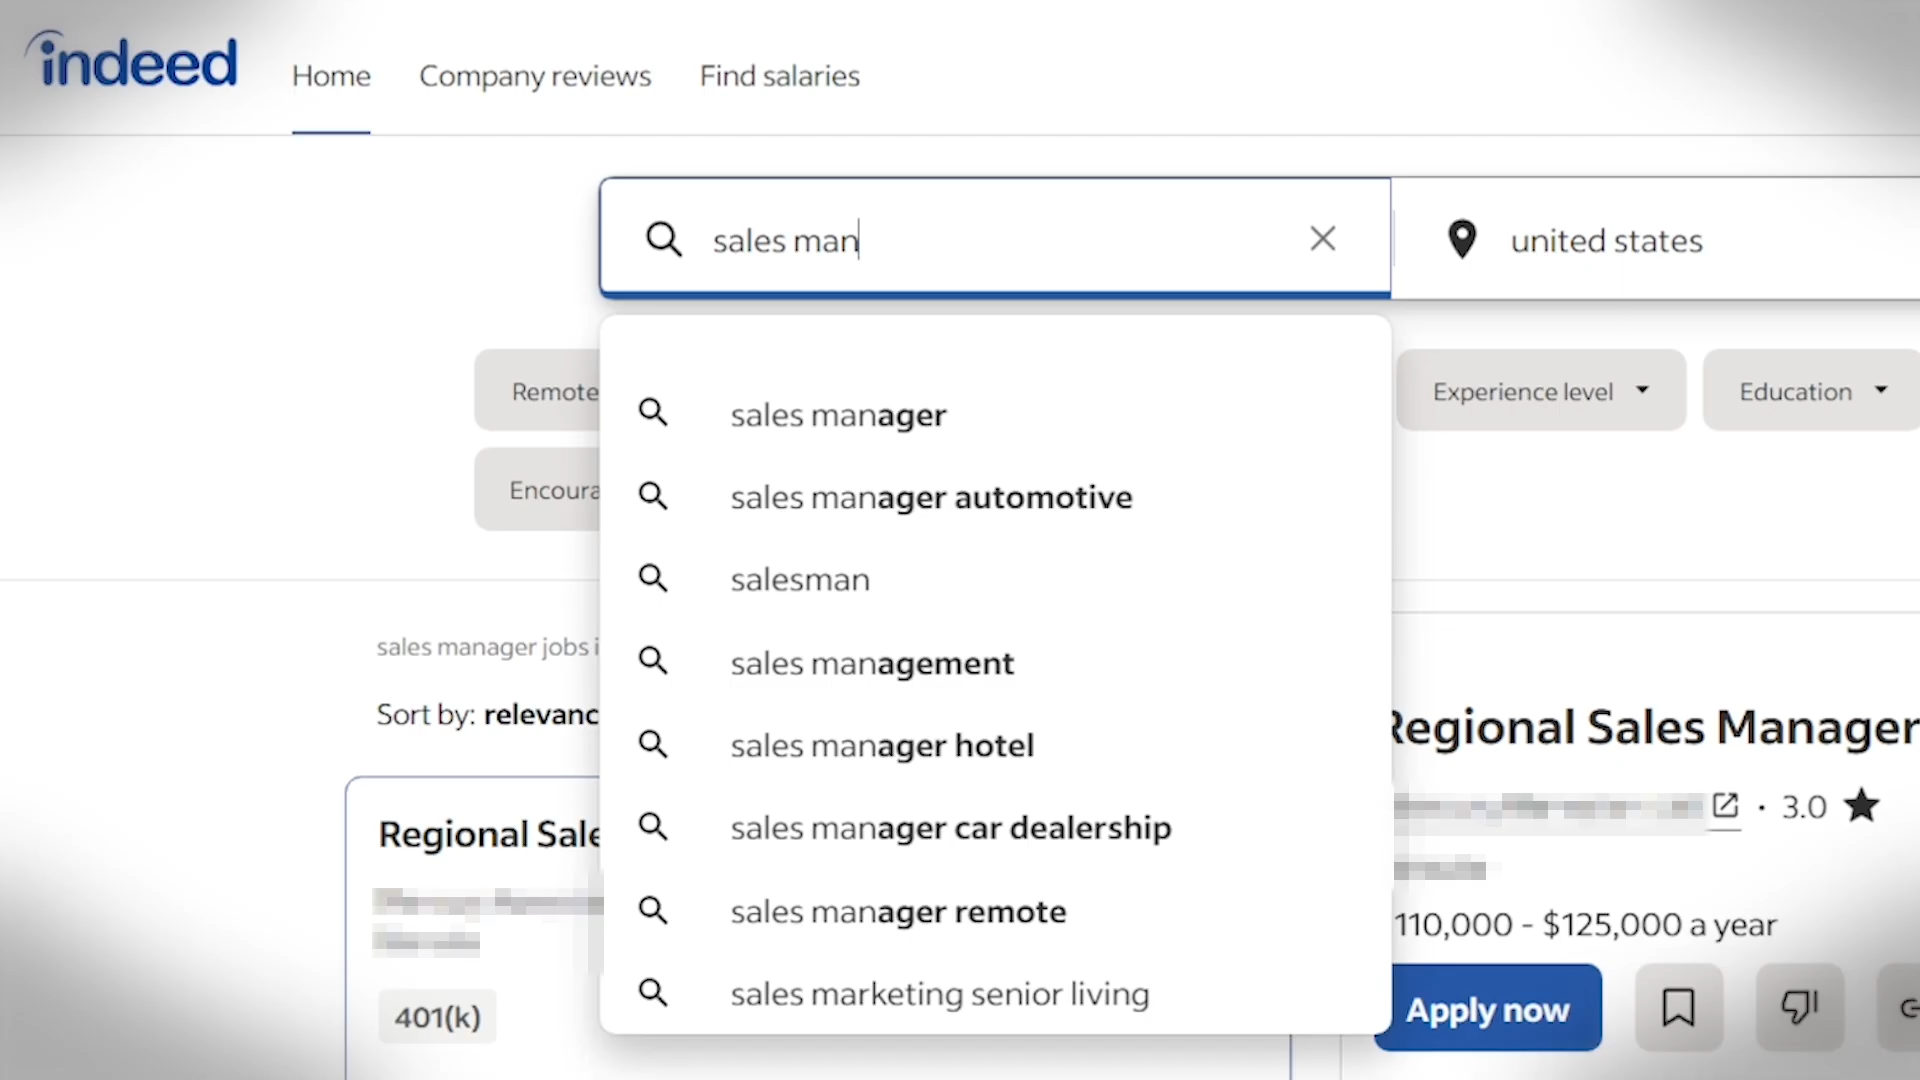 indeed
Home Company reviews Find salaries
sales man
united states
Remote
Experience level
Education
Encoura
sales manager
sales manager automotive
salesman
sales management
sales manager hotel
sales manager car dealership
sales manager remote
sales marketing senior living
sales manager jobs i
Sort by: relevanc
Regional Sale
401(k)
Regional Sales Manager
3.0
110,000 - $125,000 a year
Apply now